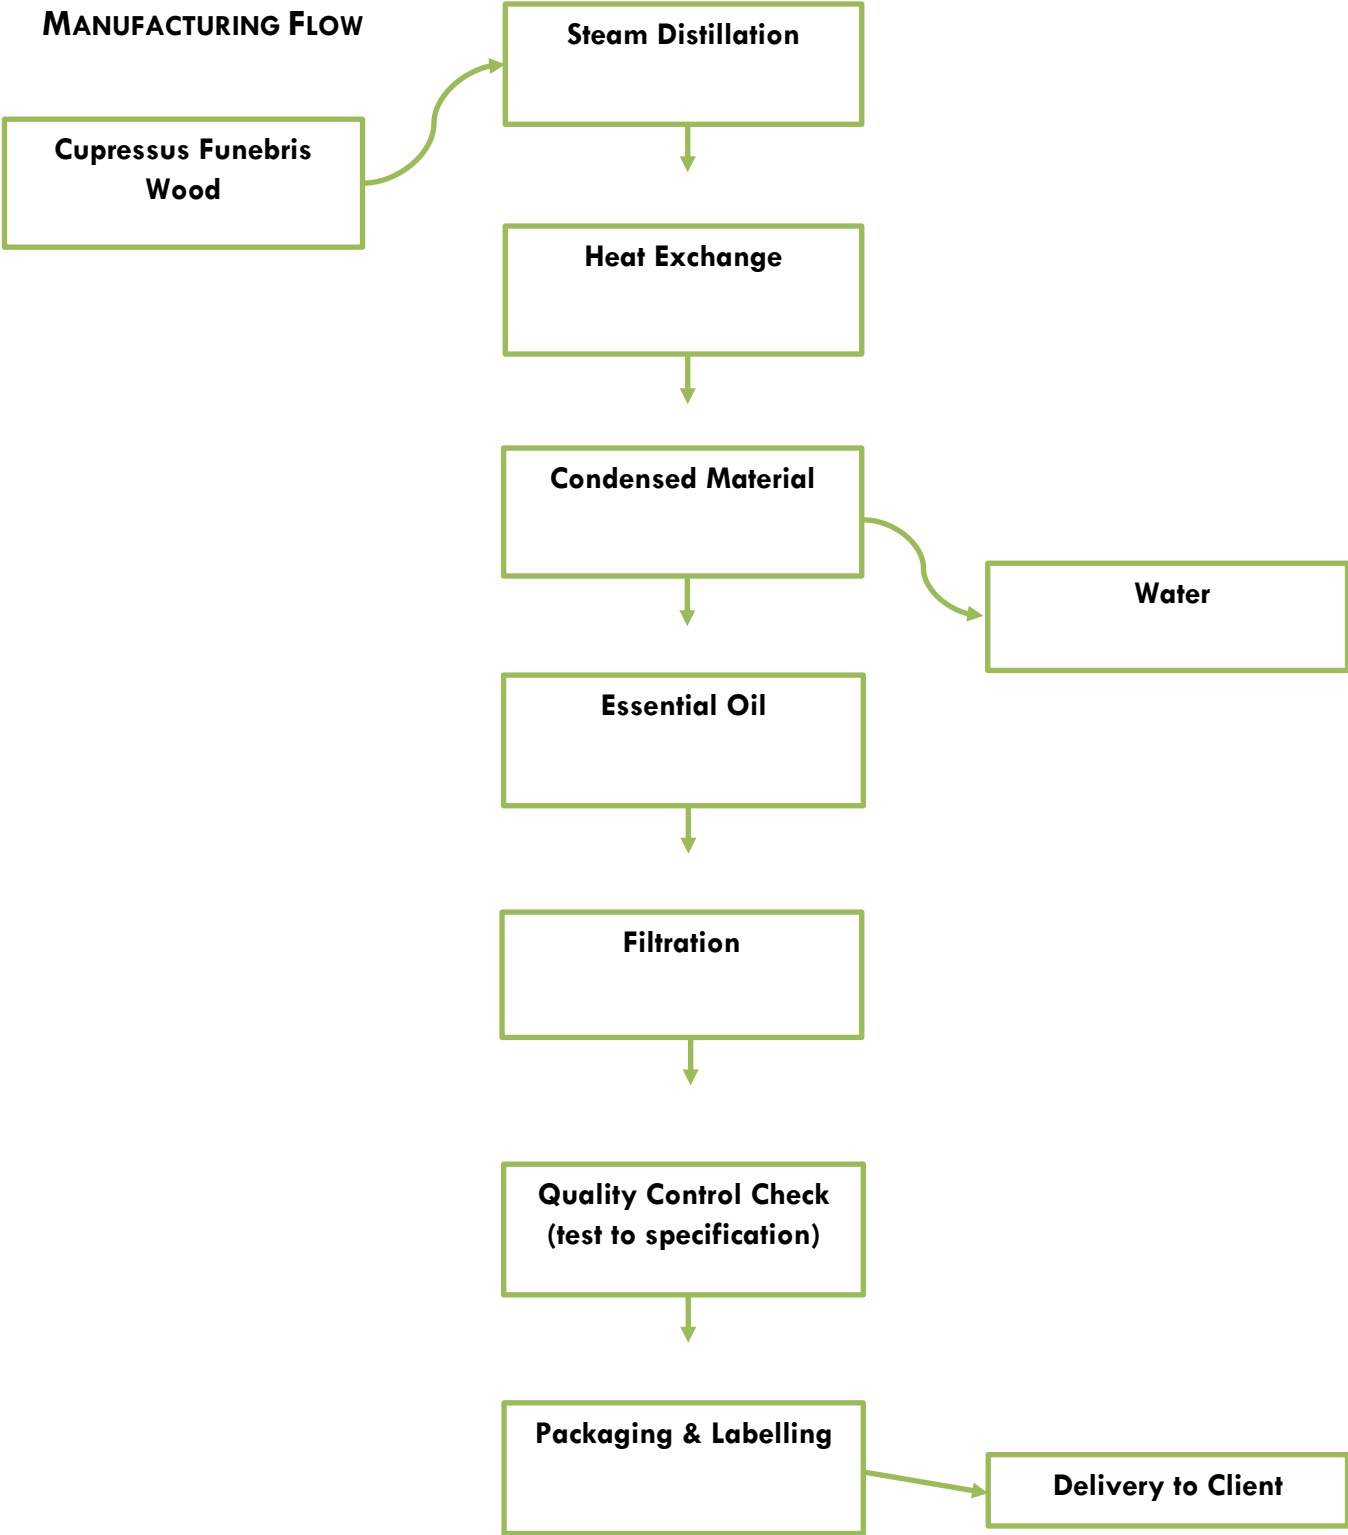 MANUFACTURING FLOW
Steam Distillation
Cupressus Funebris
Wood
Heat Exchange
Condensed Material
Water
Essential Oil
Filtration
Quality Control Check
(test to specification)
Packaging & Labelling
Delivery to Client